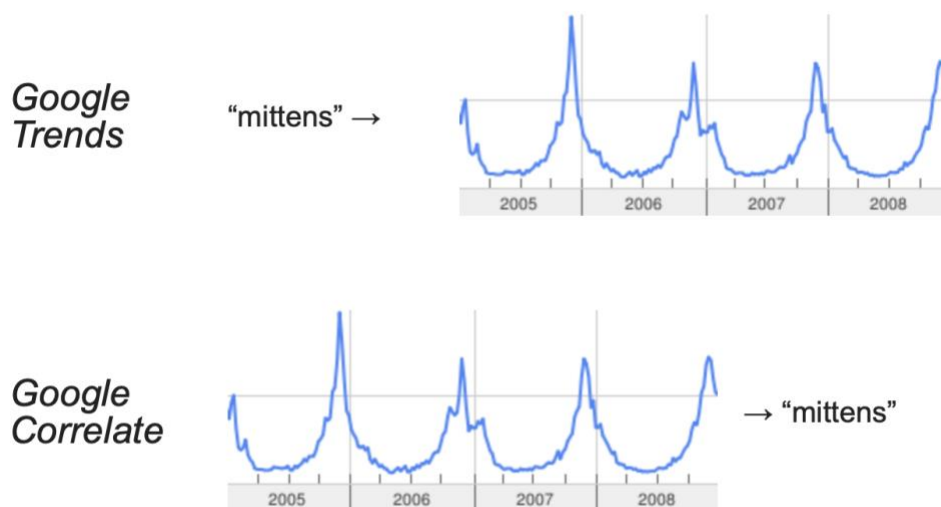 Google
Trends
“mittens” →
2005 2006 2007 2008
Google
Correlate
→ “mittens”
2005 2006 2007 2008